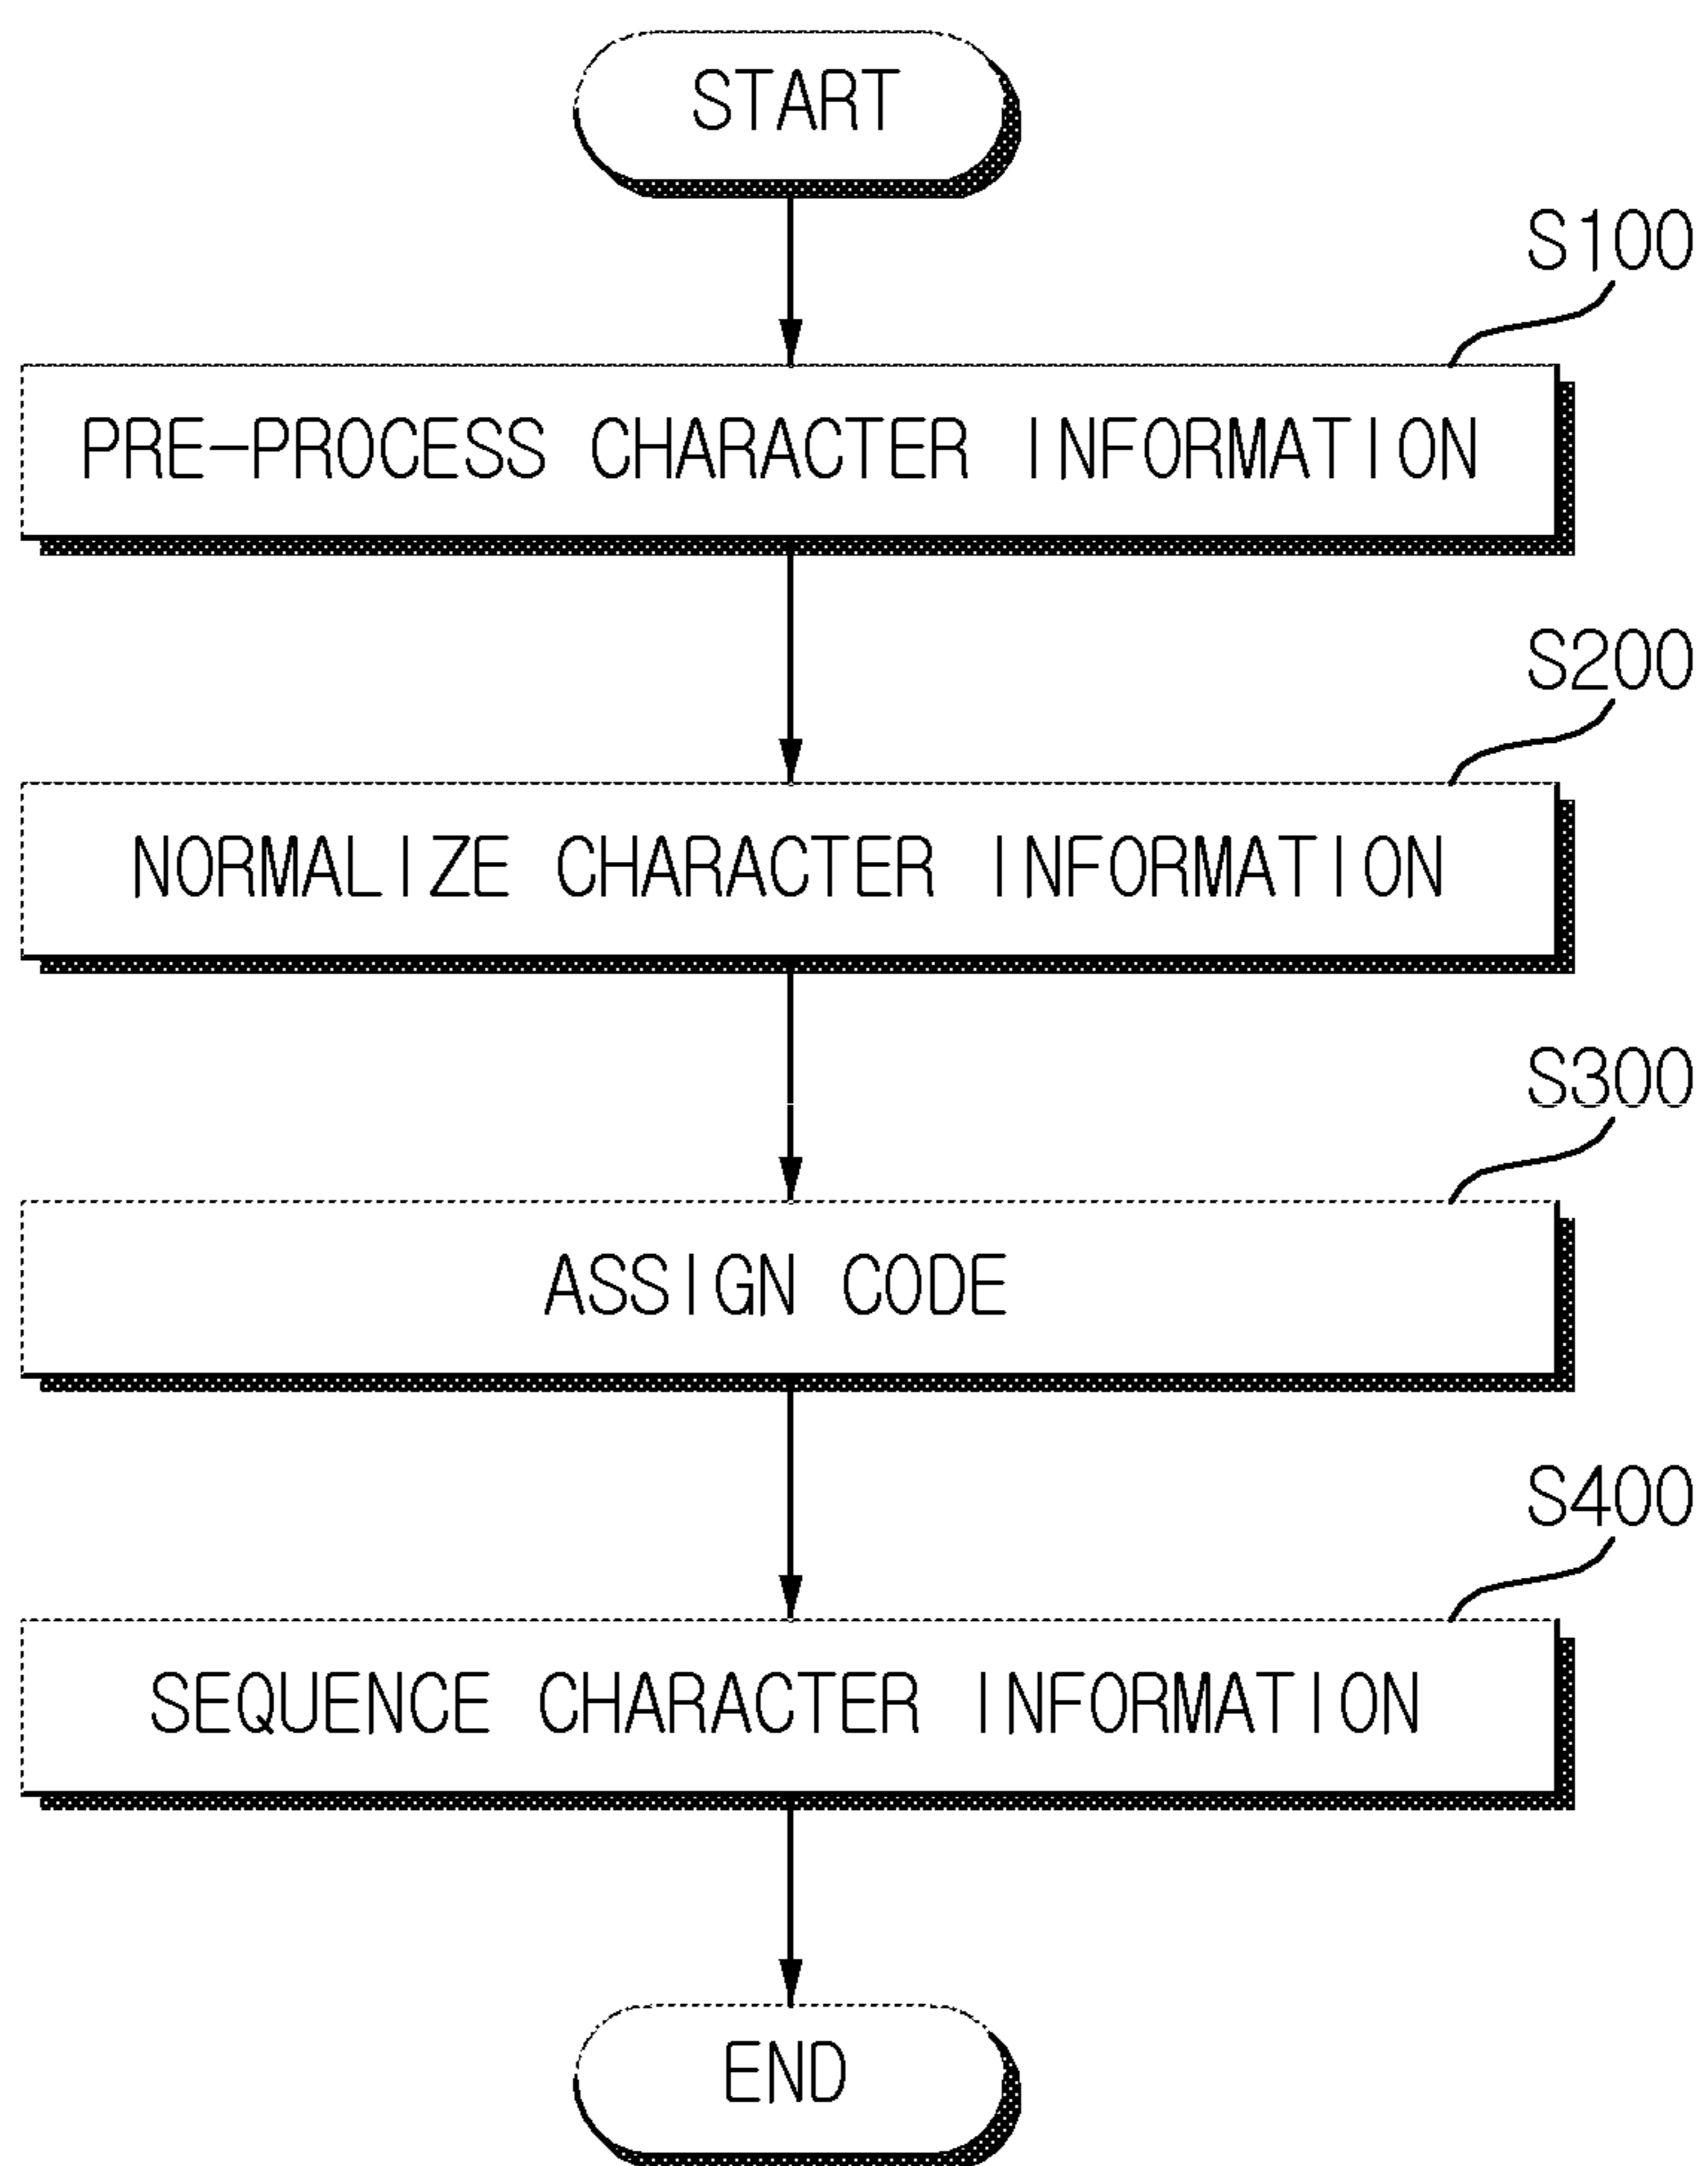 START
S100
PRE-PROCESS CHARACTER INFORMATION
S200
NORMALIZE CHARACTER INFORMATION
S300
ASSIGN CODE
S400
SEQUENCE CHARACTER INFORMATION
END